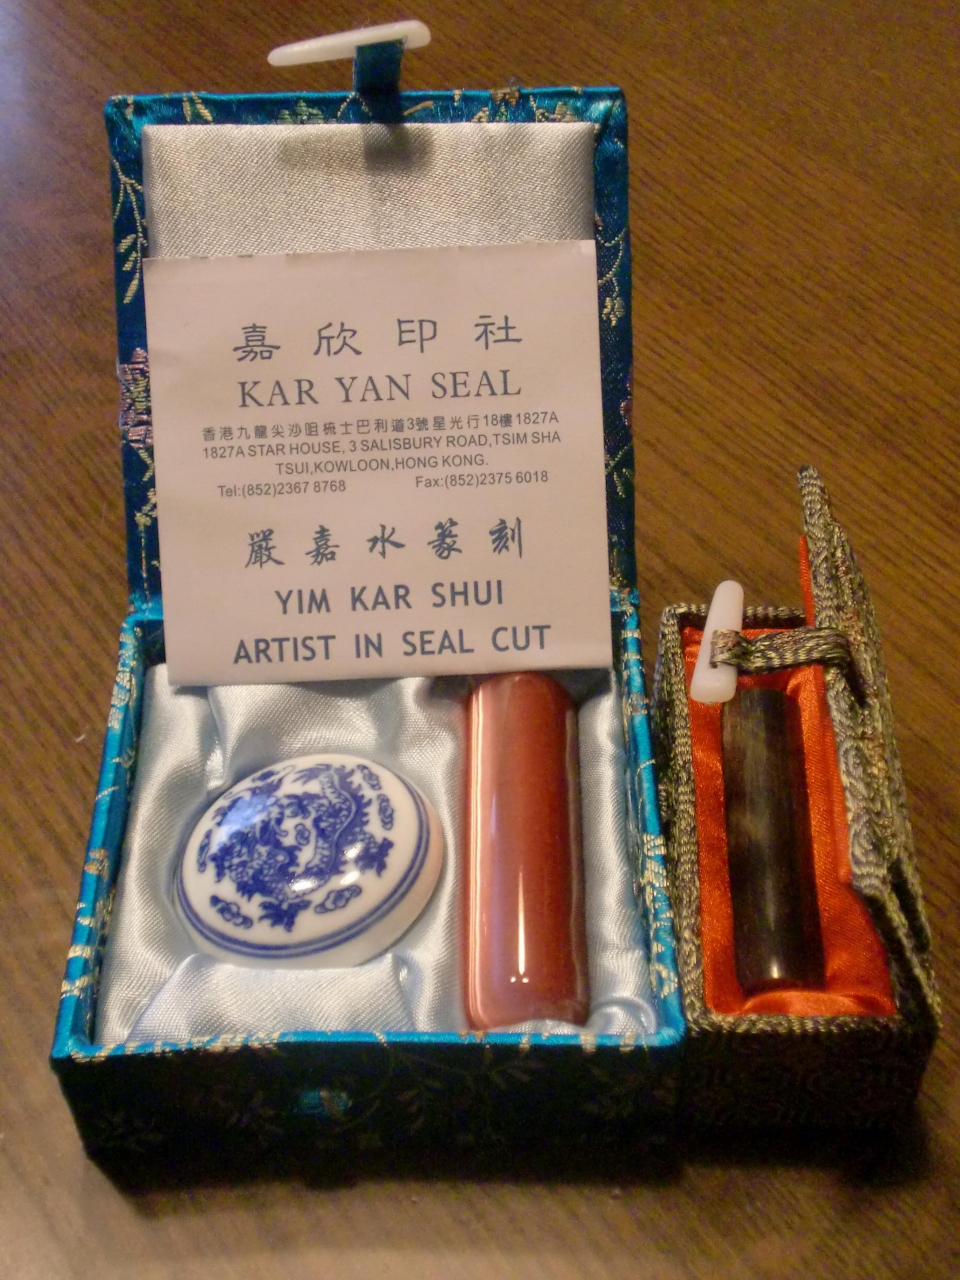 嘉欣印社
KAR YAN SEAL
香港九龍尖沙咀梳士巴利道3號星光行18樓1827A
1827A STAR HOUSE, 3 SALISBURY ROAD,TSIM SHA
TSUI,KOWLOON,HONG KONG.
Tel:(852)2367 8768 Fax:(852)2375 6018
嚴嘉水篆刻
YIM KAR SHUI
ARTIST IN SEAL CUT